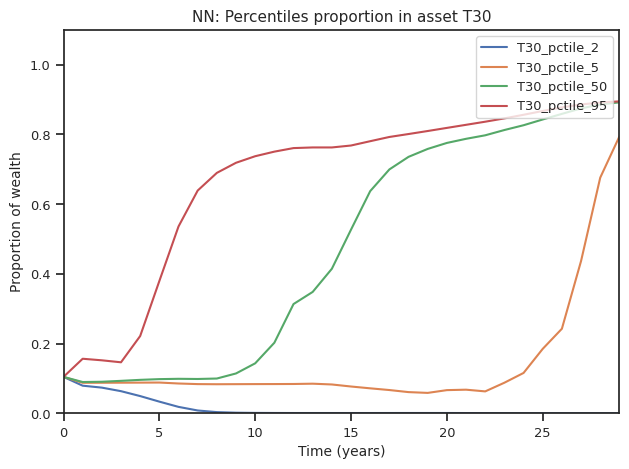 NN: Percentiles proportion in asset T30
T30_pctile_2
T30_pctile_5
T30_pctile_50
T30_pctile_95
Proportion of wealth
1.0
0.8
0.6
0.4
0.2
0.0
0 5 10 15 20 25
Time (years)